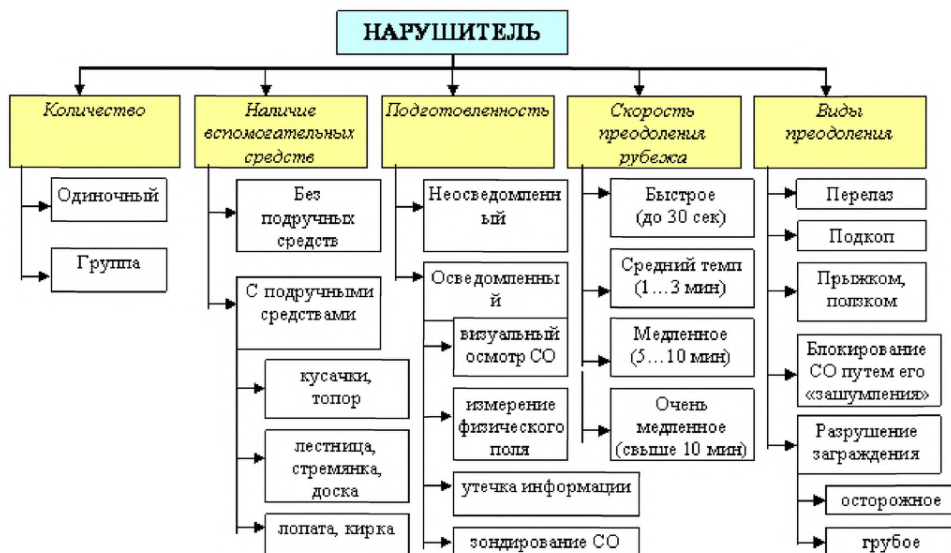 НАРУШИТЕЛЬ
Количество
Одиночный
Группа
Наличие
вспомогательных
средств
Без
подручных
средств
С подручными
средствами
кусачки,
топор
лестница,
стремянка,
доска
лопата, кирка
Подготовленность
Неосведомлен
ный
Осведомленны
й
визуальный
осмотр СО
измерение
физического
поля
утечка информации
зондирование СО
Скорость
преодоления
рубежа
Быстрое
(до 30 сек)
Средний темп
(1…3 мин)
Медленное
(5…10 мин)
Очень
медленное
(свыше 10 мин)
Виды
преодоления
Перелаз
Подкоп
Прыжком,
ползком
Блокирование
СО путем его
«зашумления»
Разрушение
заграждения
осторожное
грубое